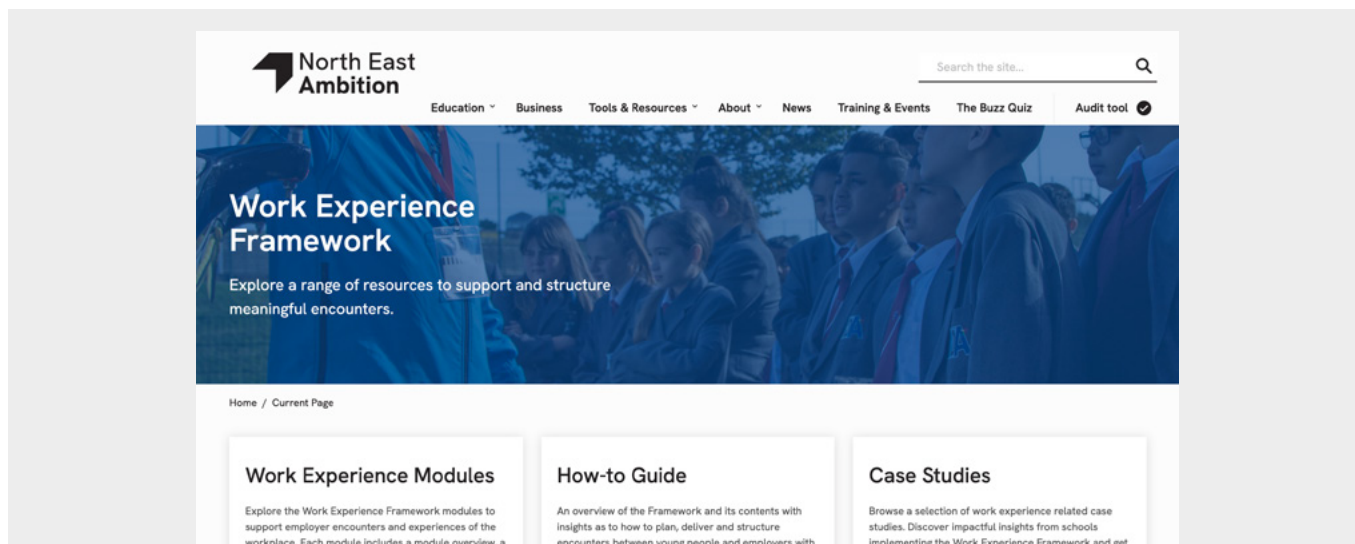 North East
Ambition
Search the site...
Education
Business
Tools & Resources
About
News
Training & Events
The Buzz Quiz
Audit tool
Work Experience
Framework
Explore a range of resources to support and structure
meaningful encounters.
Home / Current Page
Work Experience Modules
Explore the Work Experience Framework modules to
support employer encounters and experiences of the
workplace. Each module includes a module overview, a
How-to Guide
An overview of the Framework and its contents with
insights as to how to plan, deliver and structure
encounters between young people and employers with
Case Studies
Browse a selection of work experience related case
studies. Discover impactful insights from schools
implementing the Work Experience Framework and get